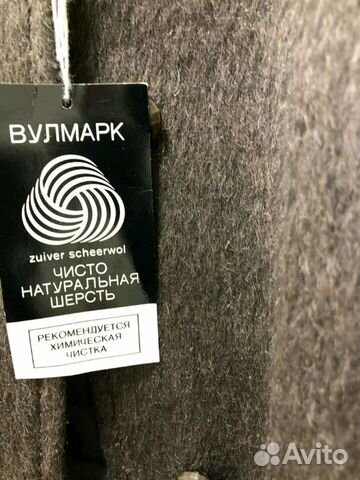 ВУЛМАРК
zuiver scheerwol
ЧИСТО
НАТУРАЛЬНАЯ
ШЕРСТЬ
РЕКОМЕНДУЕТСЯ
ХИМИЧЕСКАЯ
ЧИСТКА
Avito